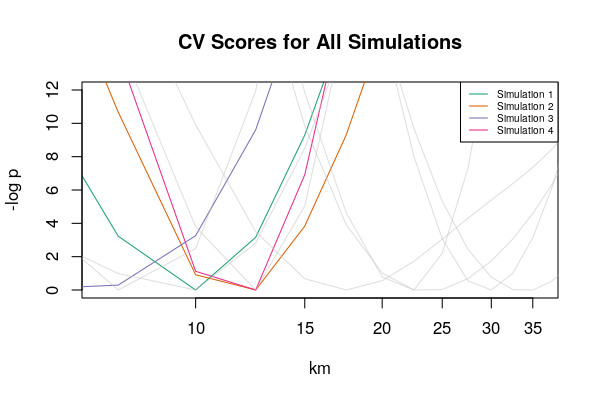 CV Scores for All Simulations
-log p
12
10
8
6
4
2
0
Simulation 1
Simulation 2
Simulation 3
Simulation 4
10 15 20 25 30 35
km